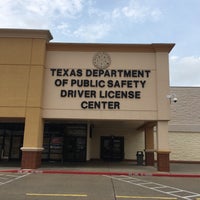 TEXAS DEPARTMENT
OF PUBLIC SAFETY
DRIVER LICENSE
CENTER